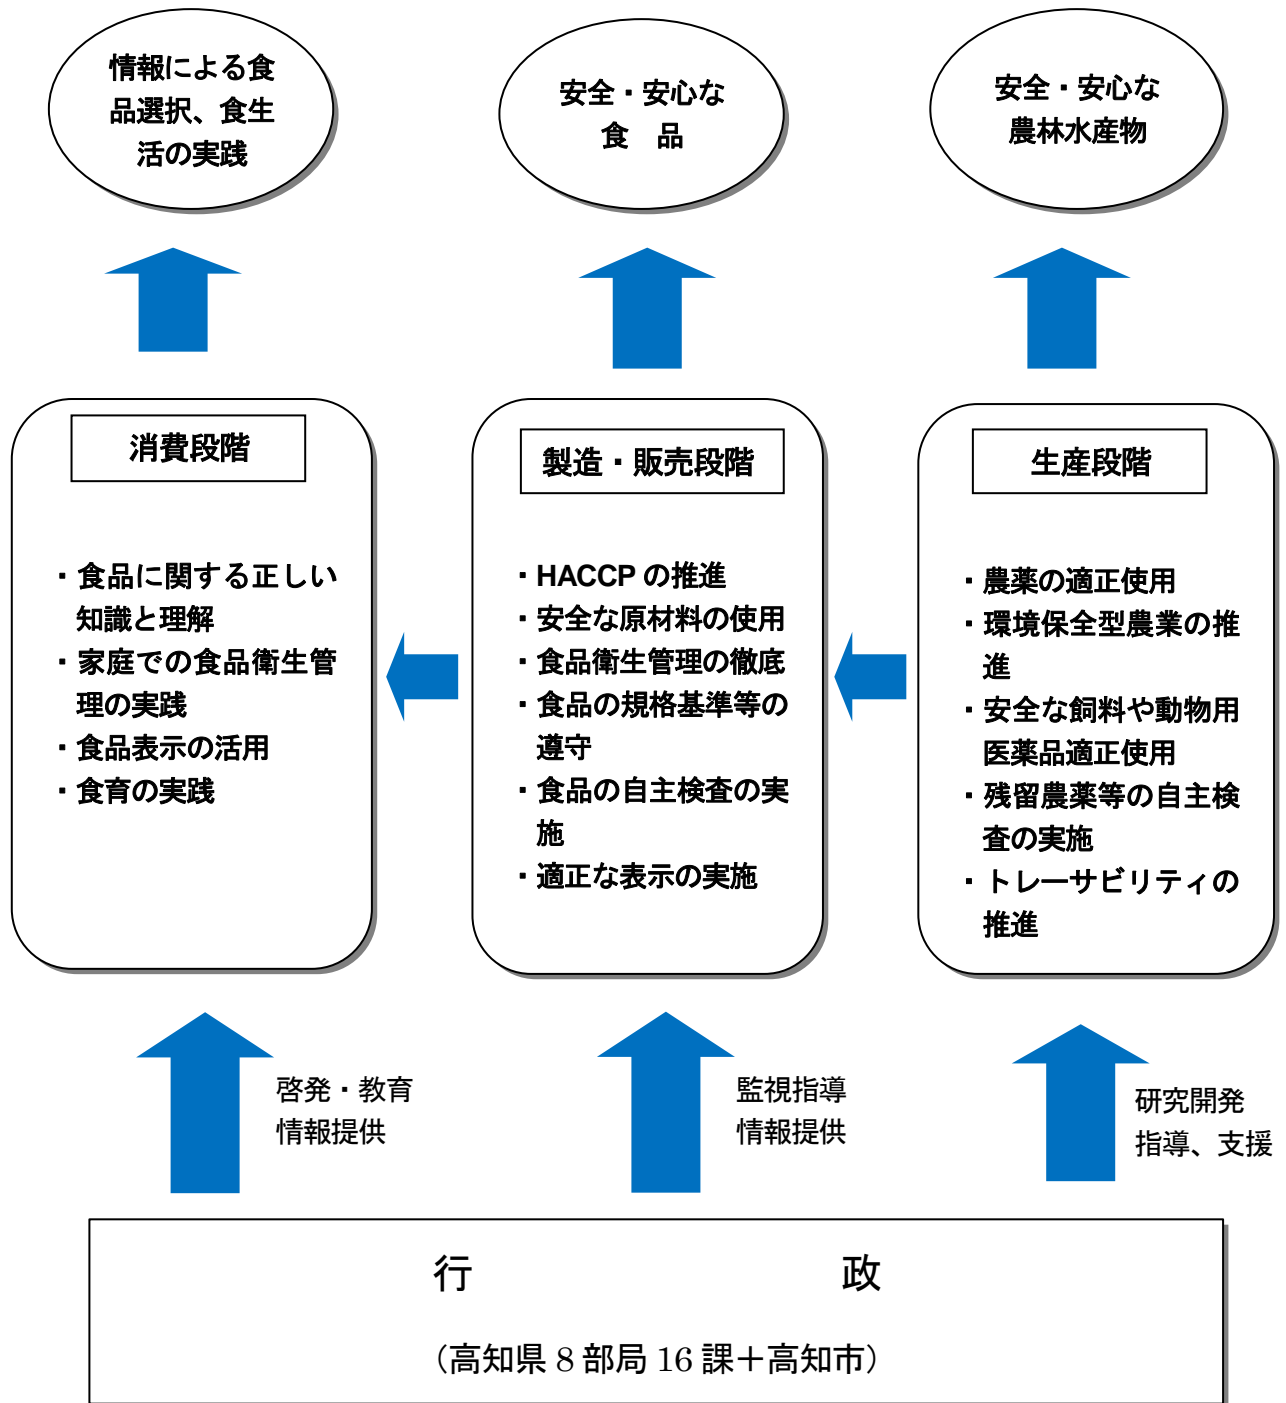 情報による食
品選択、食生
活の実践
安全・安心な
食　品
安全・安心な
農林水産物
消費段階
・食品に関する正しい
知識と理解
・家庭での食品衛生管
理の実践
・食品表示の活用
・食育の実践
製造・販売段階
・HACCP の推進
・安全な原材料の使用
・食品衛生管理の徹底
・食品の規格基準等の
遵守
・食品の自主検査の実
施
・適正な表示の実施
生産段階
・農薬の適正使用
・環境保全型農業の推
進
・安全な飼料や動物用
医薬品適正使用
・残留農薬等の自主検
査の実施
・トレーサビリティの
推進
啓発・教育
情報提供
監視指導
情報提供
研究開発
指導、支援
行　政
（高知県 8 部局 16 課＋高知市）